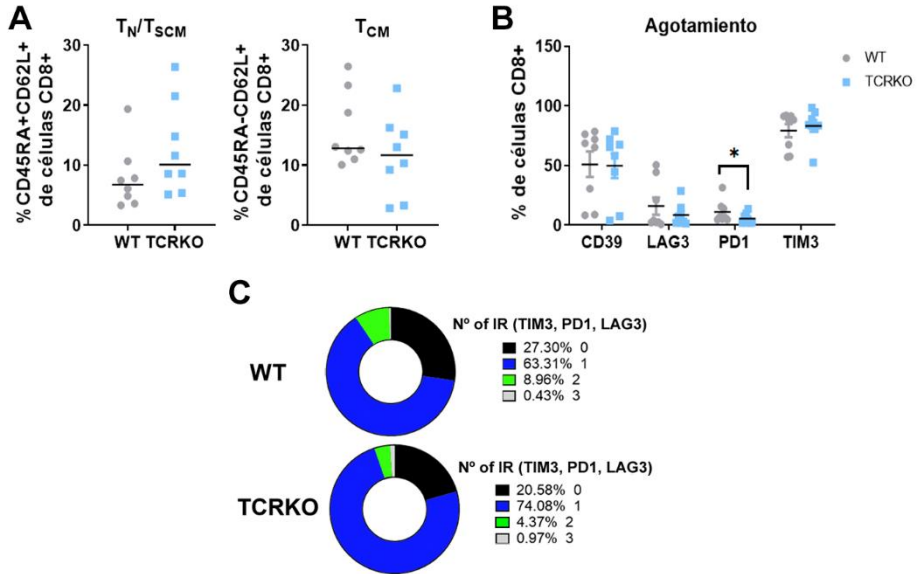 A
TN/TSCM
%CD45RA+CD62L+
de células CD8+
30
20
10
0
WT TCRKO
TCM
%CD45RA-CD62L+
de células CD8+
30
20
10
0
WT TCRKO
B
Agotamiento
% de células CD8+
150
100
50
0
*
CD39 LAG3 PD1 TIM3
WT
TCRKO
C
WT
Nº of IR (TIM3, PD1, LAG3)
27.30% 0
63.31% 1
8.96% 2
0.43% 3
TCRKO
Nº of IR (TIM3, PD1, LAG3)
20.58% 0
74.08% 1
4.37% 2
0.97% 3